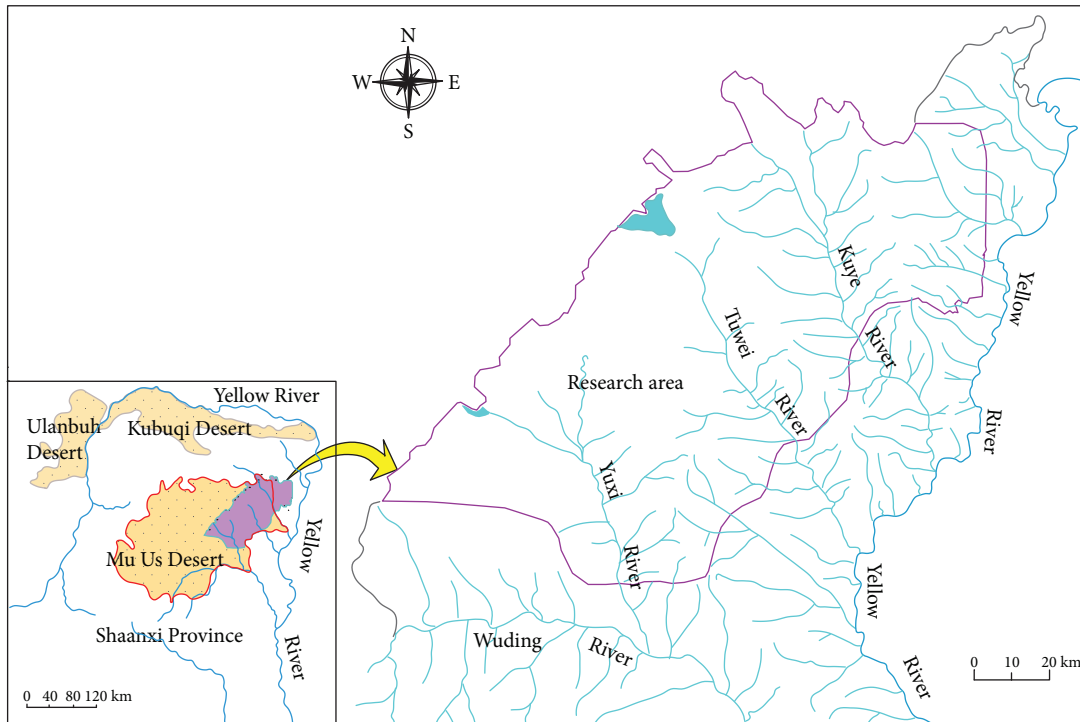 N
W E
S
Kuye
River
Yellow
River
Yellow
River
Tuwei
River
Research area
Yuxi
River
Wuding
River
0 10 20 km
Yellow River
Ulanbuh
Desert
Kubuqi Desert
Mu Us Desert
Yellow
River
Shaanxi Province
0 40 80 120 km